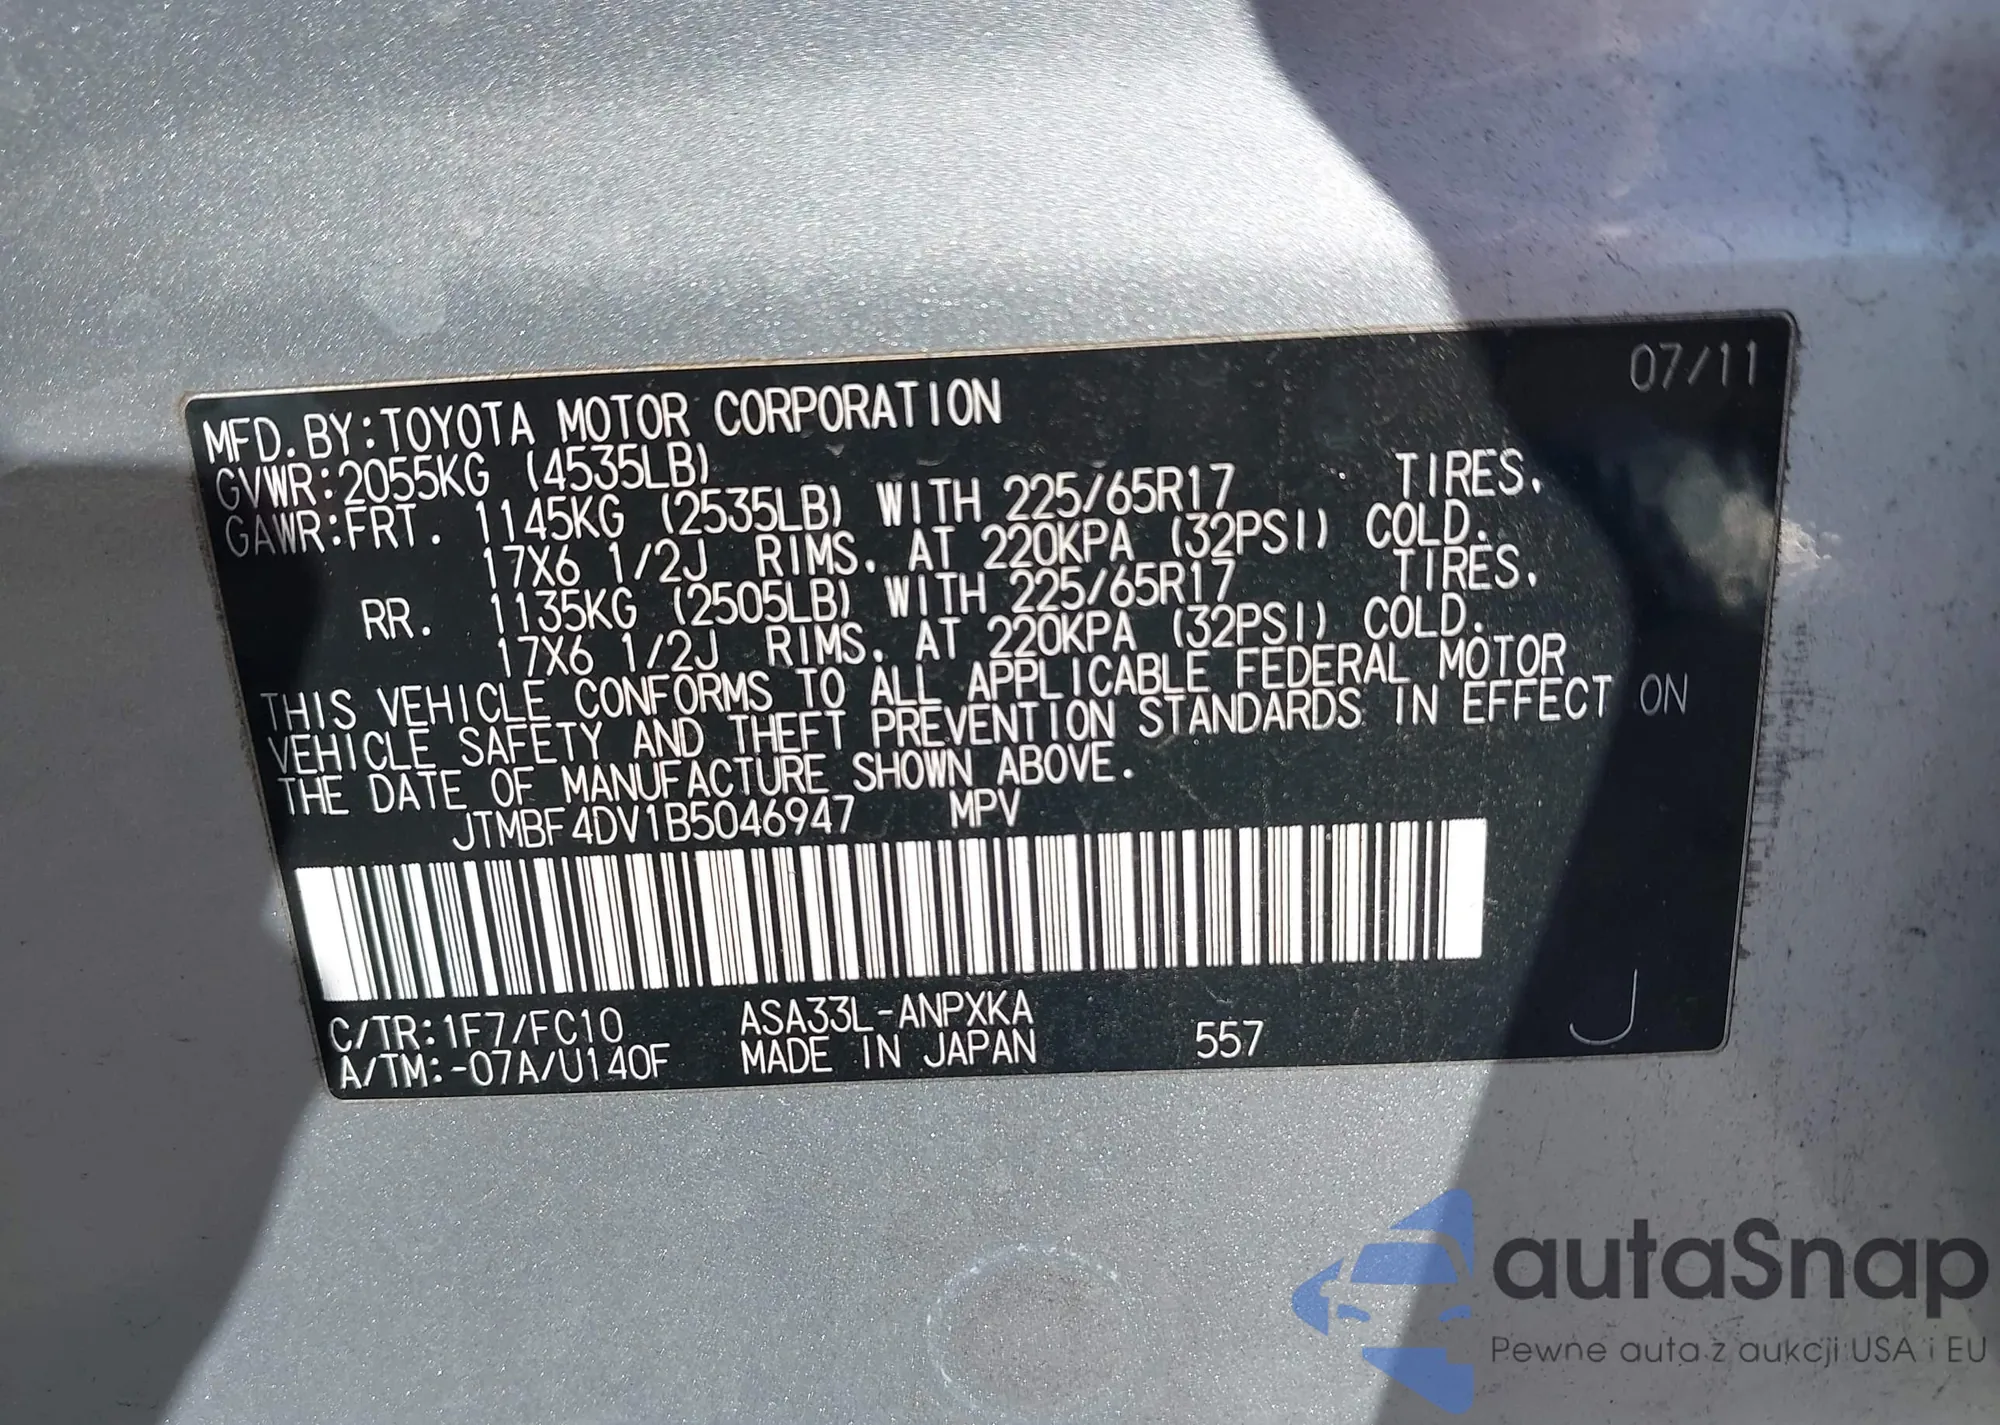 07/11
MFD.BY:TOYOTA MOTOR CORPORATION
GVWR:2055KG (4535LB)
GAWR:FRT. 1145KG (2535LB) WITH 225/65R17 TIRES.
17X6 1/2J RIMS. AT 220KPA (32PSI) COLD.
RR. 1135KG (2505LB) WITH 225/65R17 TIRES.
17X6 1/2J RIMS. AT 220KPA (32PSI) COLD.
THIS VEHICLE CONFORMS TO ALL APPLICABLE FEDERAL MOTOR
VEHICLE SAFETY AND THEFT PREVENTION STANDARDS IN EFFECT ON
THE DATE OF MANUFACTURE SHOWN ABOVE.
JTMBF4DV1B5046947 MPV
C/TR:1F7/FC10 ASA33L-ANPXKA
A/TM:-07A/U140F MADE IN JAPAN 557 J
autaSnap
Pewne auta z aukcji USA i EU